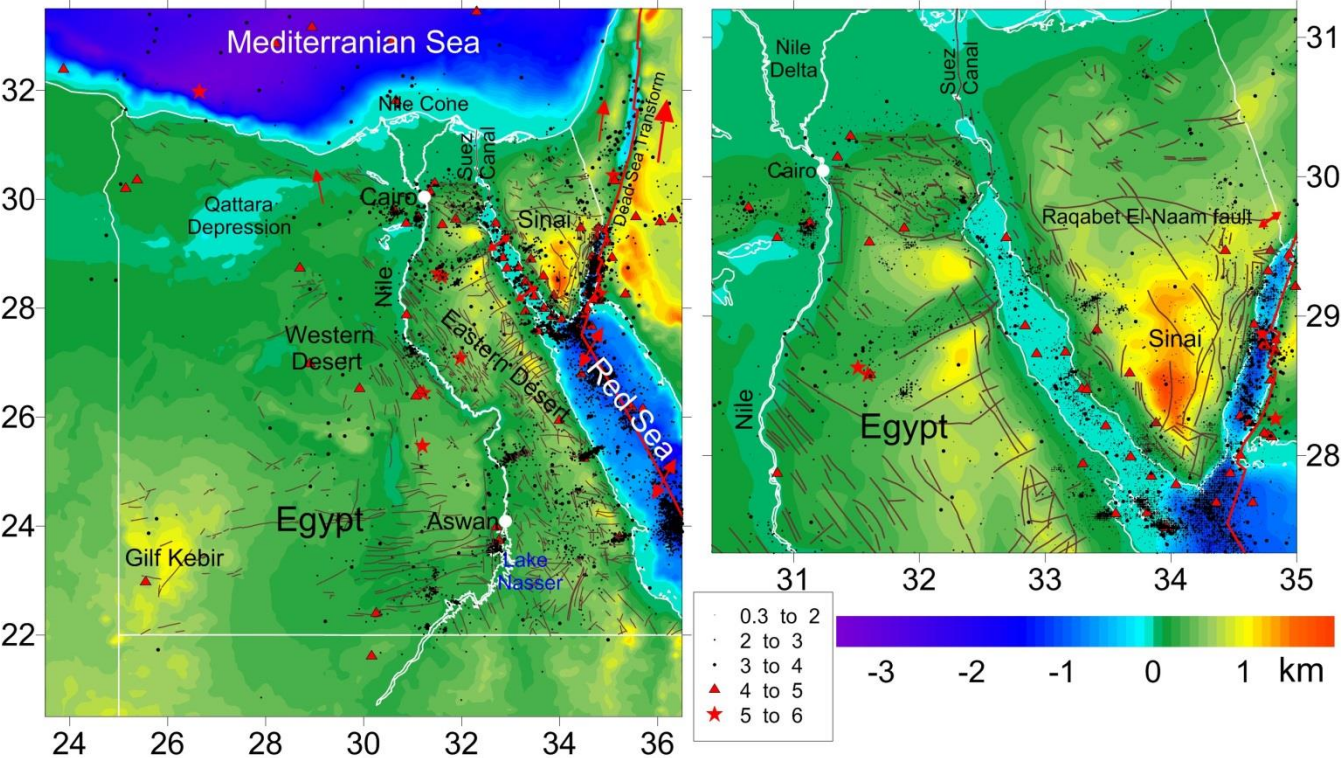 Mediterranian Sea
Nile Cone
Suez
Canal
Cairo
Qattara
Depression
Sinai
Dead-Sea Transform
Nile
Western
Desert
Eastern Desert
Red Sea
Egypt
Aswan
Gilf Kebir
Lake
Nasser
32
30
28
26
24
22
24
26
28
30
32
34
36
Nile
Delta
Suez
Canal
Cairo
Raqabet El-Naam fault
Sinai
Nile
Egypt
31
30
29
28
31
32
33
34
35
0.3 to 2
2 to 3
3 to 4
4 to 5
5 to 6
-3
-2
-1
0
1
km